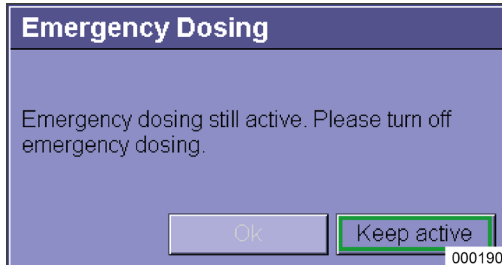 Emergency Dosing
Emergency dosing still active. Please turn off
emergency dosing.
Ok
Keep active
000190